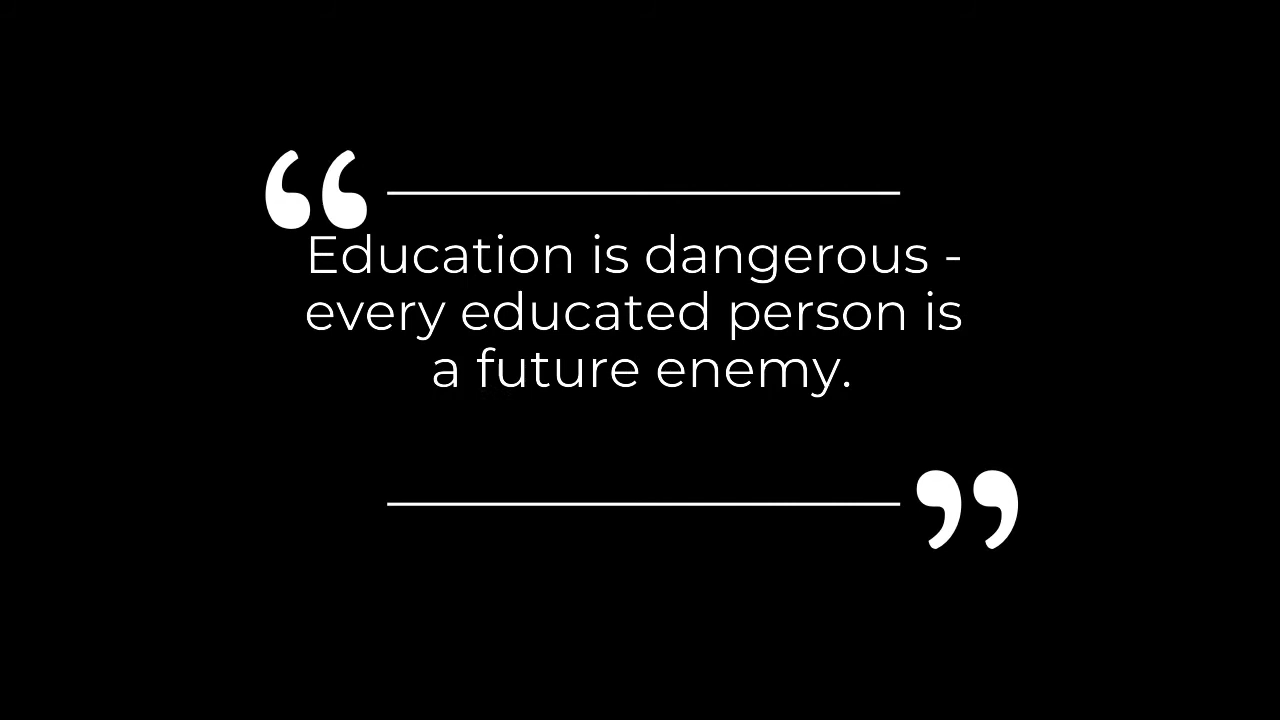 “
Education is dangerous -
every educated person is
a future enemy.
”